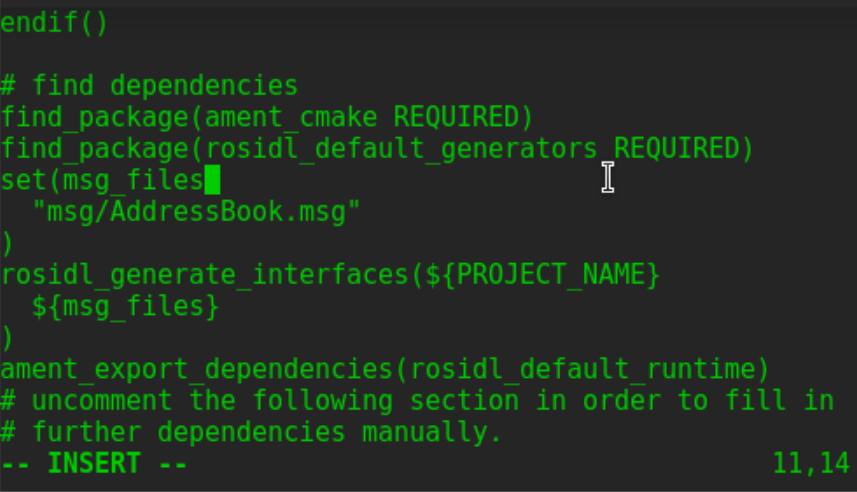 endif()

# find dependencies
find_package(ament_cmake REQUIRED)
find_package(rosidl_default_generators REQUIRED)
set(msg_files
  "msg/AddressBook.msg"
)
rosidl_generate_interfaces(${PROJECT_NAME}
  ${msg_files}
)
ament_export_dependencies(rosidl_default_runtime)
# uncomment the following section in order to fill in
# further dependencies manually.
-- INSERT -- 11,14